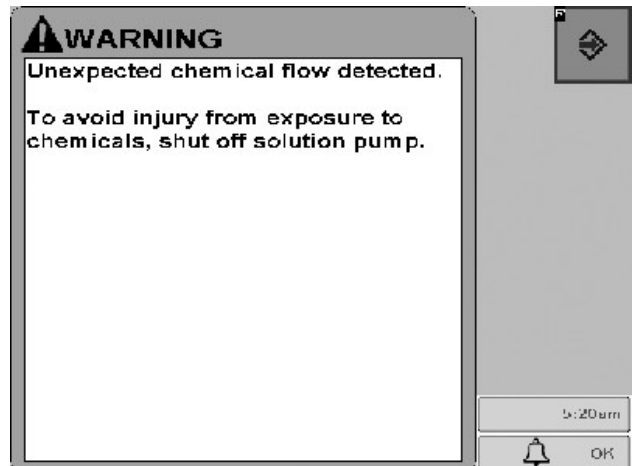 WARNING
Unexpected chemical flow detected.
To avoid injury from exposure to
chemicals, shut off solution pump.
5:20am
OK